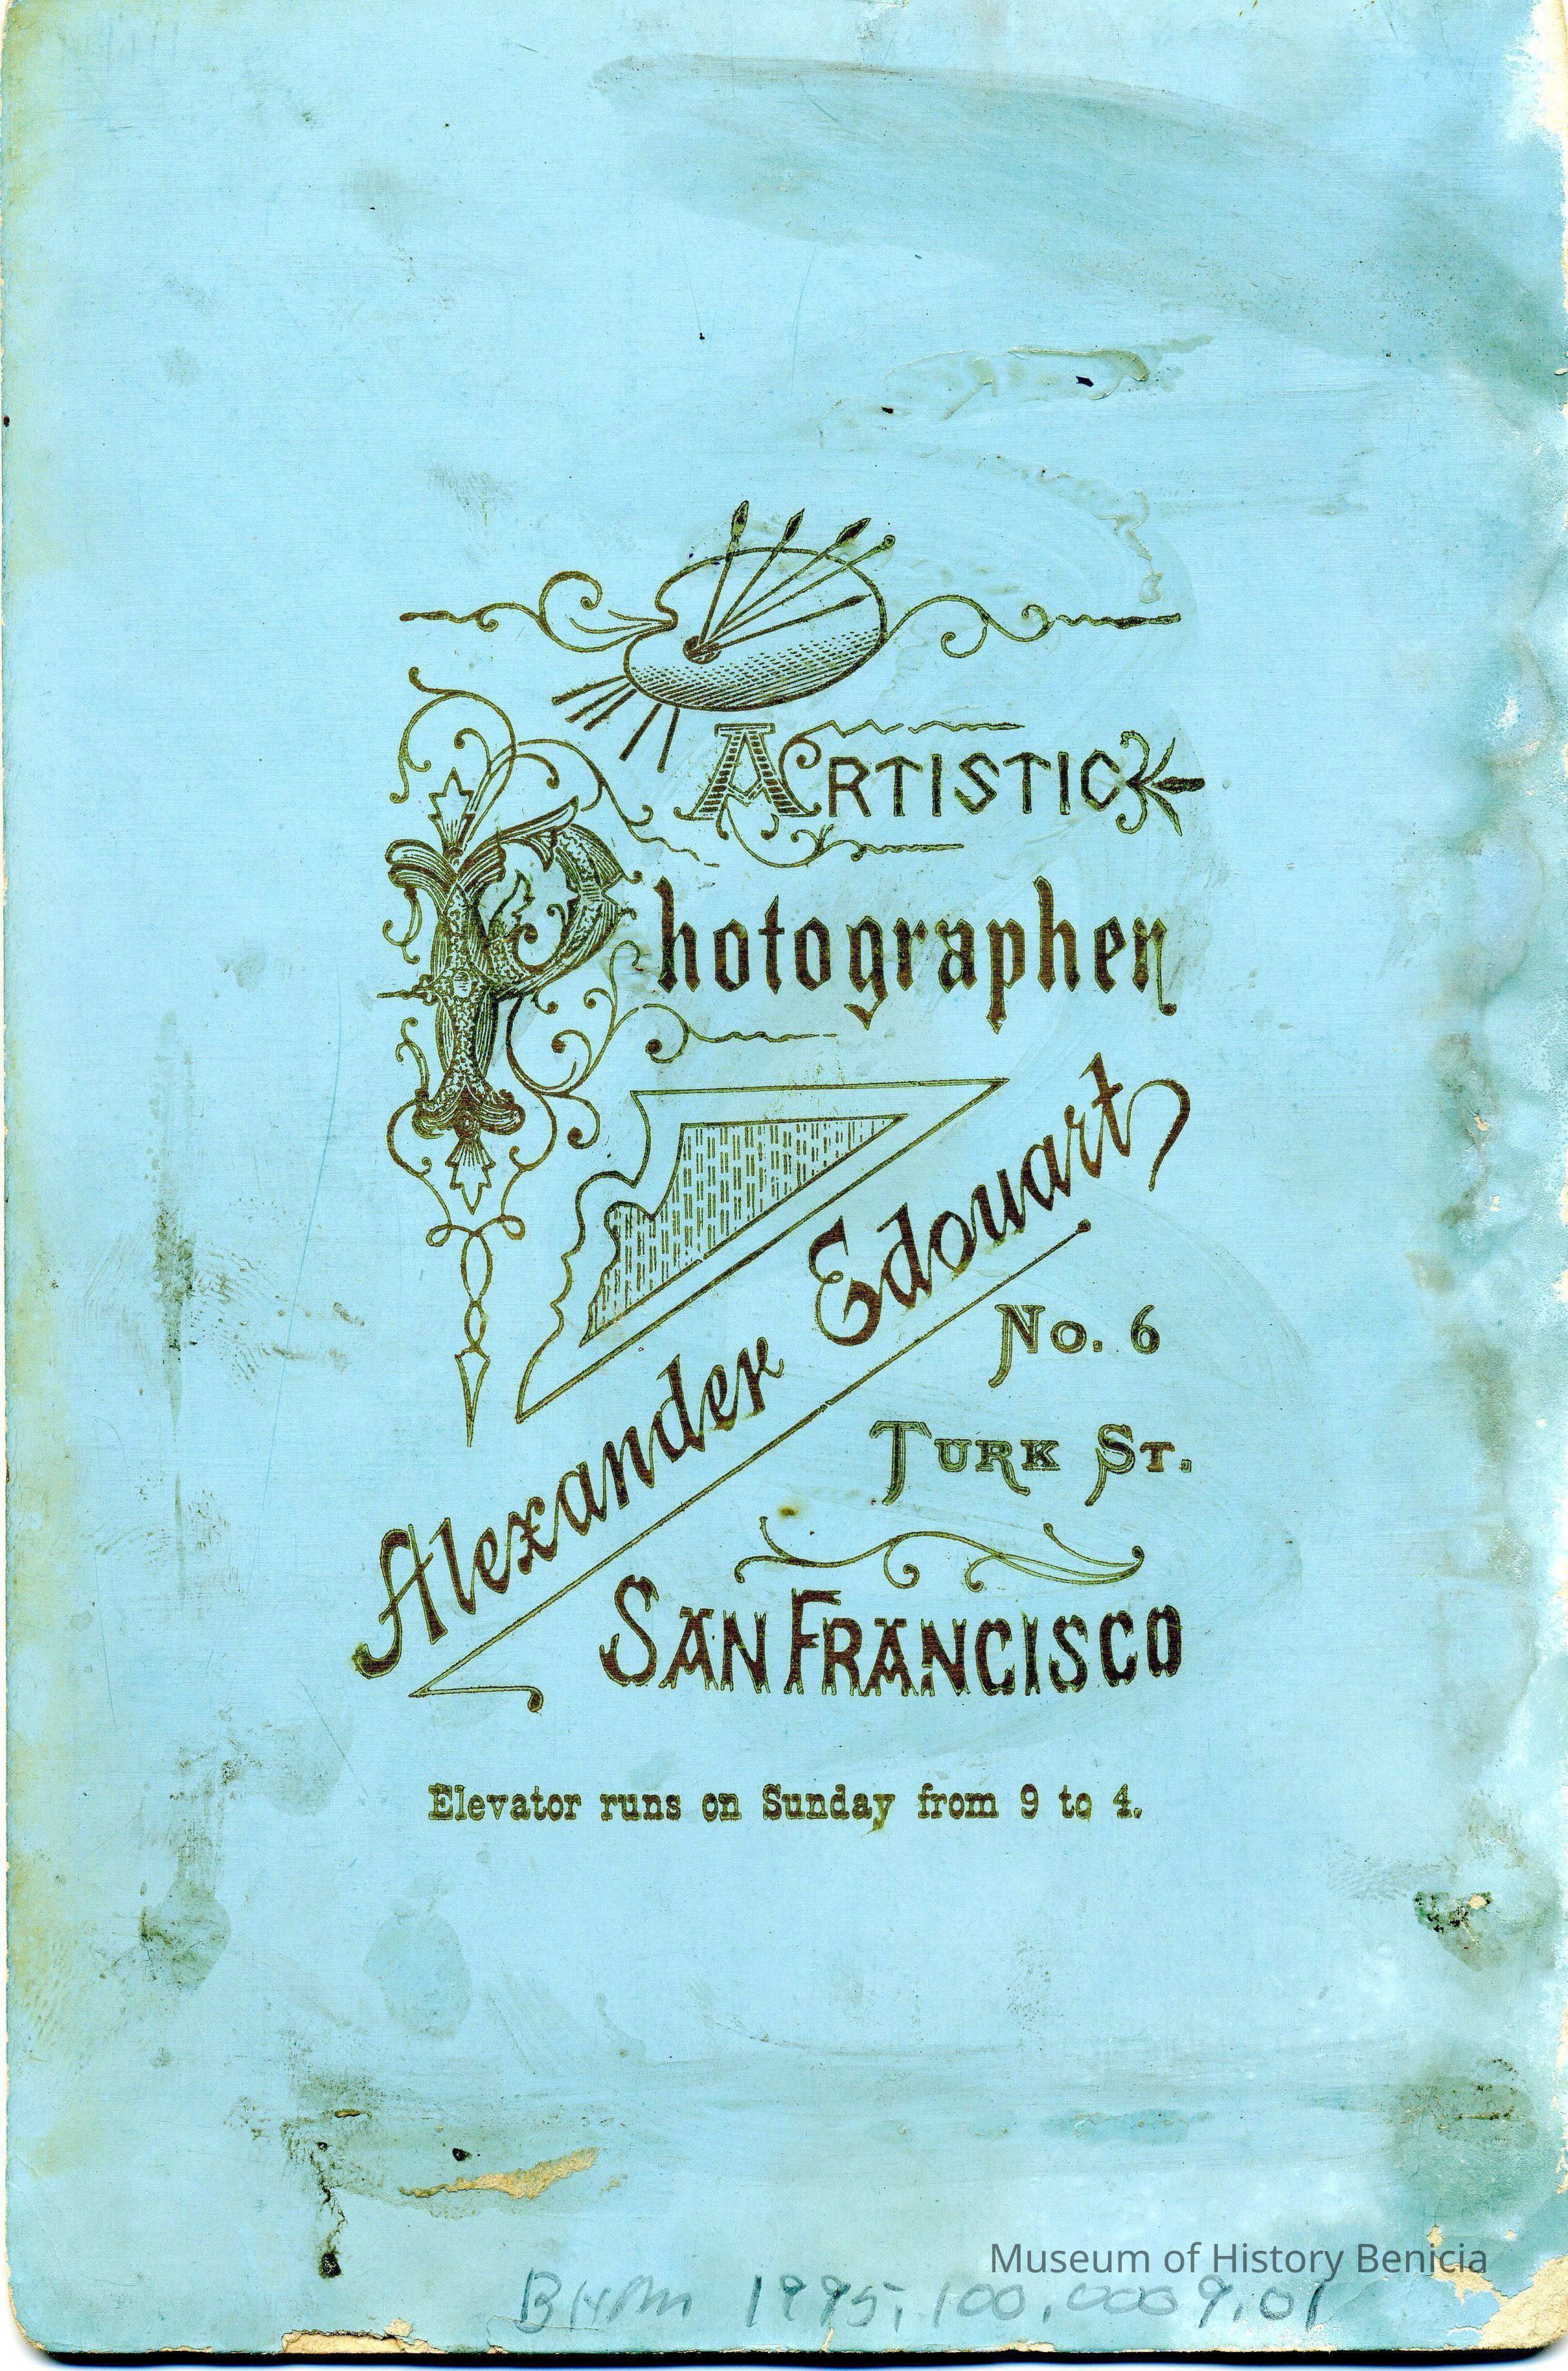 ARTISTIC
Photographer
Alexander Edouart
No. 6
TURK ST.
SAN FRANCISCO
Elevator runs on Sunday from 9 to 4.
Museum of History Benicia
BHM 1995.100.0009.01